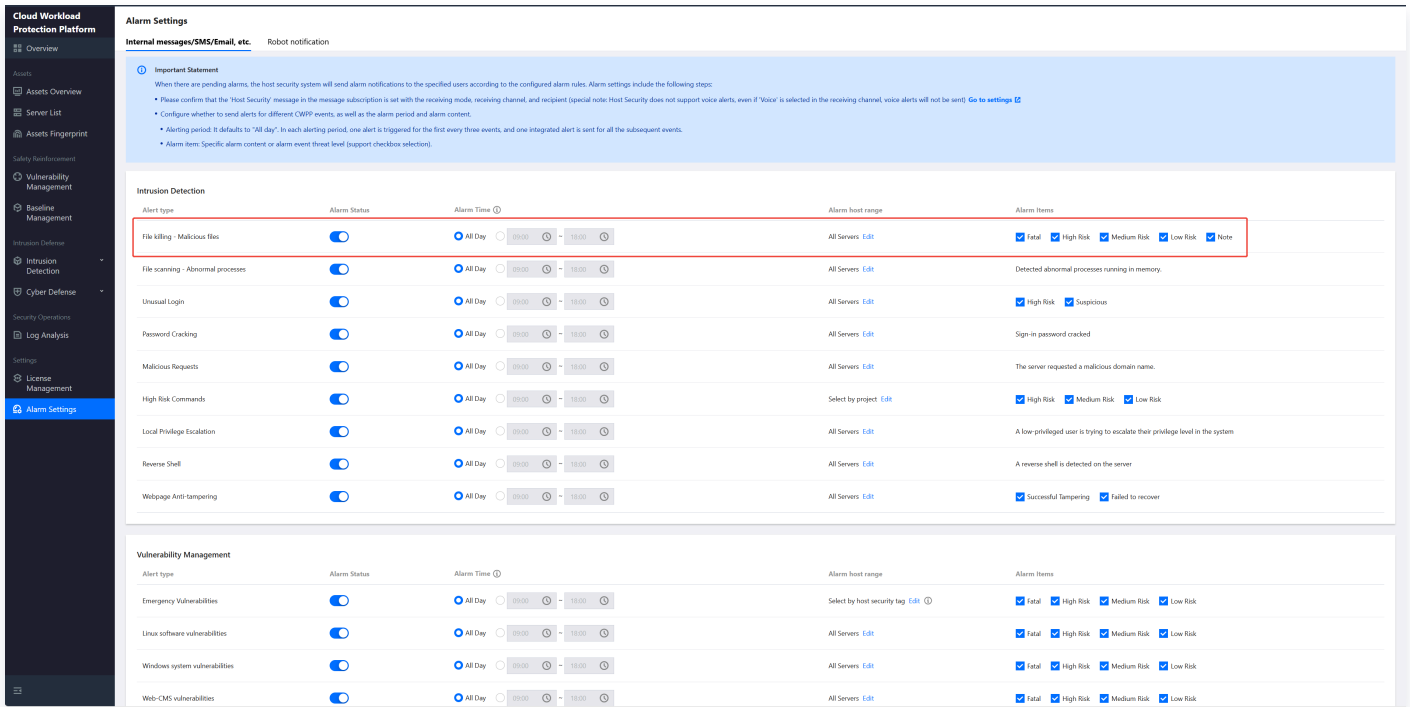 Cloud Workload
Protection Platform
Overview
Assets
Assets Overview
Server List
Assets Fingerprint
Safety Reinforcement
Vulnerability
Management
Baseline
Management
Intrusion Defense
Intrusion
Detection
Cyber Defense
Security Operations
Log Analysis
Settings
License
Management
Alarm Settings
Alarm Settings
Internal messages/SMS/Email, etc. Robot notification
Important Statement
When there are pending alarms, the host security system will send alarm notifications to the specified users according to the configured alarm rules. Alarm settings include the following steps:
• Please confirm that the 'Host Security' message in the message subscription is set with the receiving mode, receiving channel, and recipient (special note: Host Security does not support voice alerts, even if 'Voice' is selected in the receiving channel, voice alerts will not be sent) Go to settings
• Configure whether to send alerts for different CWPP events, as well as the alarm period and alarm content.
• Alerting period: It defaults to "All day". In each alerting period, one alert is triggered for the first every three events, and one integrated alert is sent for all the subsequent events.
• Alarm item: Specific alarm content or alarm event threat level (support checkbox selection).
Intrusion Detection
Alert type Alarm Status Alarm Time Alarm host range Alarm Items
File killing - Malicious files All Day 09:00 ~ 18:00 All Servers Edit Fatal High Risk Medium Risk Low Risk Note
File scanning - Abnormal processes All Day 09:00 ~ 18:00 All Servers Edit Detected abnormal processes running in memory.
Unusual Login All Day 09:00 ~ 18:00 All Servers Edit High Risk Suspicious
Password Cracking All Day 09:00 ~ 18:00 All Servers Edit Sign-in password cracked
Malicious Requests All Day 09:00 ~ 18:00 All Servers Edit The server requested a malicious domain name.
High Risk Commands All Day 09:00 ~ 18:00 Select by project Edit High Risk Medium Risk Low Risk
Local Privilege Escalation All Day 09:00 ~ 18:00 All Servers Edit A low-privileged user is trying to escalate their privilege level in the system
Reverse Shell All Day 09:00 ~ 18:00 All Servers Edit A reverse shell is detected on the server
Webpage Anti-tampering All Day 09:00 ~ 18:00 All Servers Edit Successful Tampering Failed to recover
Vulnerability Management
Alert type Alarm Status Alarm Time Alarm host range Alarm Items
Emergency Vulnerabilities All Day 09:00 ~ 18:00 Select by host security tag Edit Fatal High Risk Medium Risk Low Risk
Linux software vulnerabilities All Day 09:00 ~ 18:00 All Servers Edit Fatal High Risk Medium Risk Low Risk
Windows system vulnerabilities All Day 09:00 ~ 18:00 All Servers Edit Fatal High Risk Medium Risk Low Risk
Web-CMS vulnerabilities All Day 09:00 ~ 18:00 All Servers Edit Fatal High Risk Medium Risk Low Risk